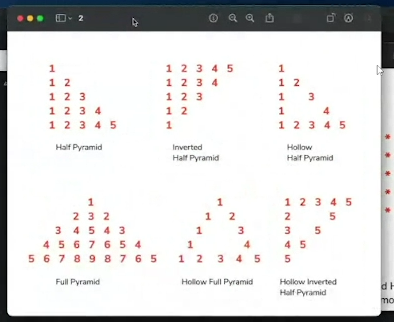 2
1
1 2
1 2 3
1 2 3 4
1 2 3 4 5
Half Pyramid
1 2 3 4 5
1 2 3 4
1 2 3
1 2
1
Inverted
Half Pyramid
1
1 2
1 3
1 4
1 2 3 4 5
Hollow
Half Pyramid
1
2 3 2
3 4 5 4 3
4 5 6 7 6 5 4
5 6 7 8 9 8 7 6 5
Full Pyramid
1
1 2
1 3
1 4
1 2 3 4 5
Hollow Full Pyramid
1 2 3 4 5
2 5
3 5
4 5
5
Hollow Inverted
Half Pyramid
*
*
*
*
*